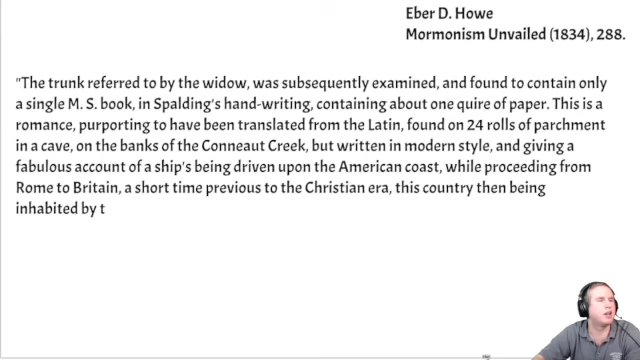 Eber D. Howe
Mormonism Unvailed (1834), 288.
"The trunk referred to by the widow, was subsequently examined, and found to contain only
a single M. S. book, in Spalding's hand-writing, containing about one quire of paper. This is a
romance, purporting to have been translated from the Latin, found on 24 rolls of parchment
in a cave, on the banks of the Conneaut Creek, but written in modern style, and giving a
fabulous account of a ship's being driven upon the American coast, while proceeding from
Rome to Britain, a short time previous to the Christian era, this country then being
inhabited by t